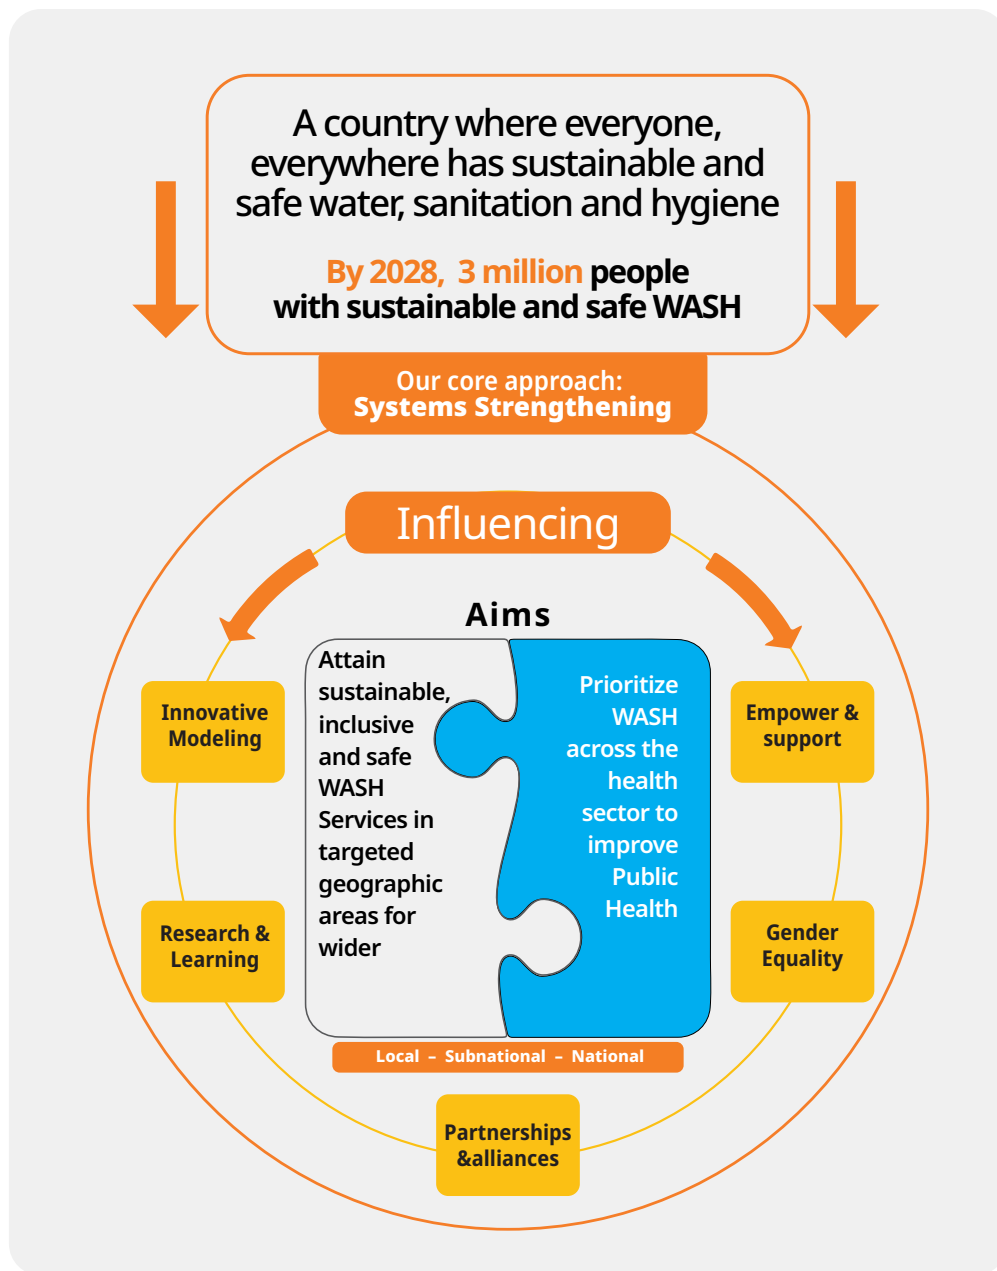 A country where everyone,
everywhere has sustainable and
safe water, sanitation and hygiene
By 2028, 3 million people
with sustainable and safe WASH
Our core approach:
Systems Strengthening
Influencing
Aims
Attain
sustainable,
inclusive
and safe
WASH
Services in
targeted
geographic
areas for
wider
Prioritize
WASH
across the
health
sector to
improve
Public
Health
Innovative
Modeling
Empower &
support
Research &
Learning
Gender
Equality
Local – Subnational – National
Partnerships
&alliances